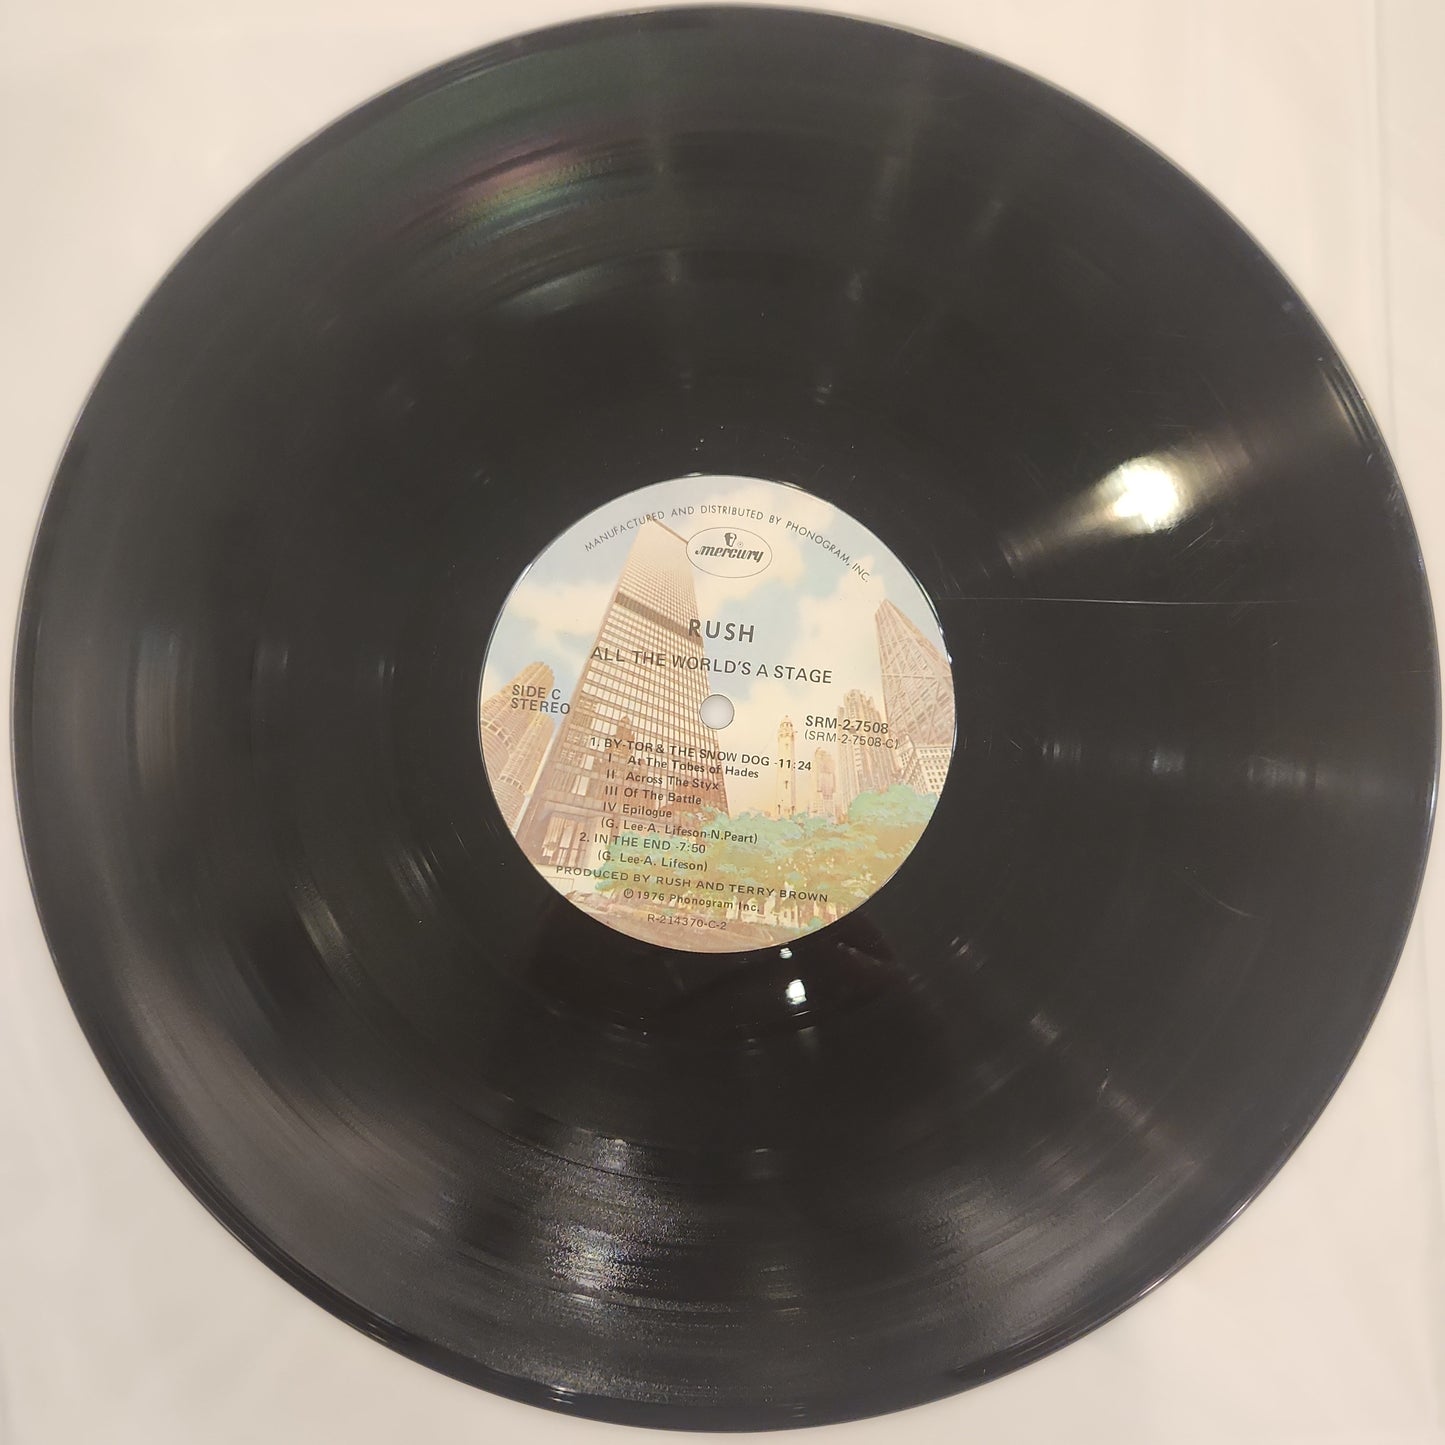 MANUFACTURED AND DISTRIBUTED BY PHONOGRAM, INC.
mercury
®
RUSH
ALL THE WORLD'S A STAGE
SIDE C
STEREO
SRM-2-7508
(SRM-2-7508-C)
1. BY-TOR & THE SNOW DOG -11:24
I At The Tobes of Hades
II Across The Styx
III Of The Battle
IV Epilogue
(G. Lee-A. Lifeson-N.Peart)
2. IN THE END -7:50
(G. Lee-A. Lifeson)
PRODUCED BY RUSH AND TERRY BROWN
℗1976 Phonogram Inc.
R-214370-C-2